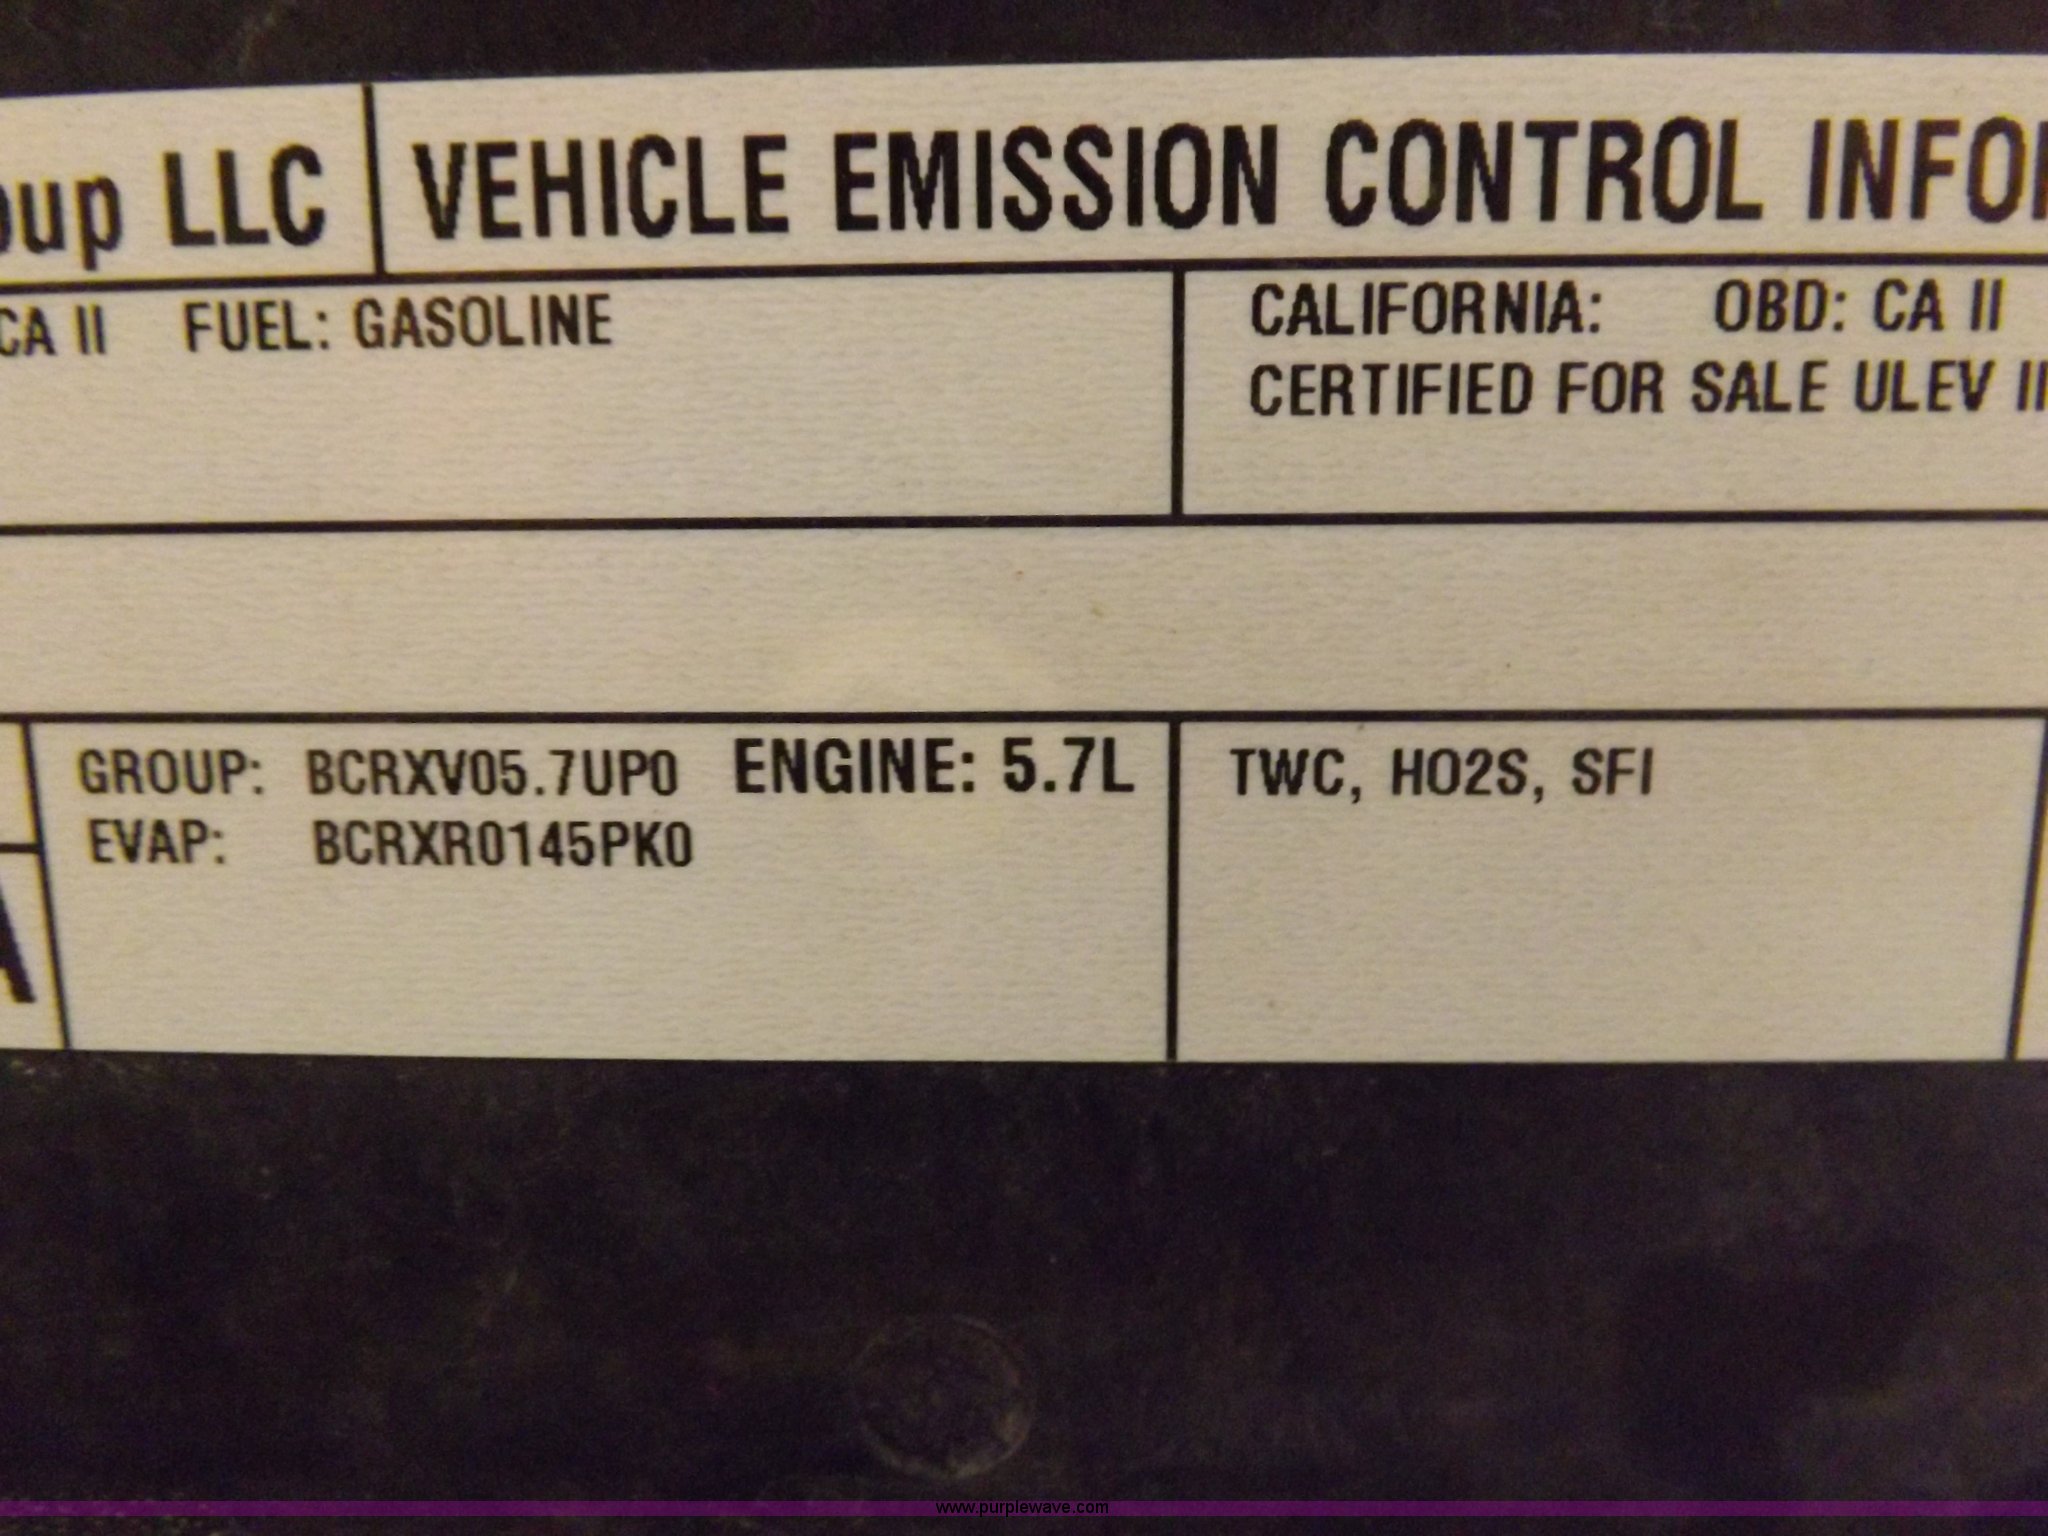 oup LLC VEHICLE EMISSION CONTROL INFO
CA II FUEL: GASOLINE
CALIFORNIA: OBD: CA II
CERTIFIED FOR SALE ULEV II
GROUP: BCRXV05.7UP0 ENGINE: 5.7L
EVAP: BCRXR0145PK0
TWC, HO2S, SFI
A
www.purplewave.com